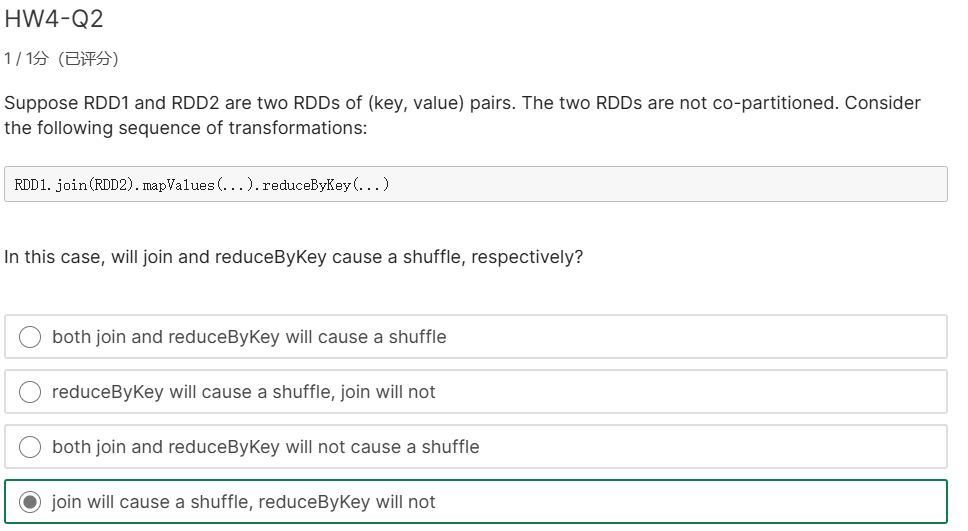 HW4-Q2
1 / 1分 (已评分)
Suppose RDD1 and RDD2 are two RDDs of (key, value) pairs. The two RDDs are not co-partitioned. Consider
the following sequence of transformations:
RDD1.join(RDD2).mapValues(...).reduceByKey(...)
In this case, will join and reduceByKey cause a shuffle, respectively?
both join and reduceByKey will cause a shuffle
reduceByKey will cause a shuffle, join will not
both join and reduceByKey will not cause a shuffle
join will cause a shuffle, reduceByKey will not